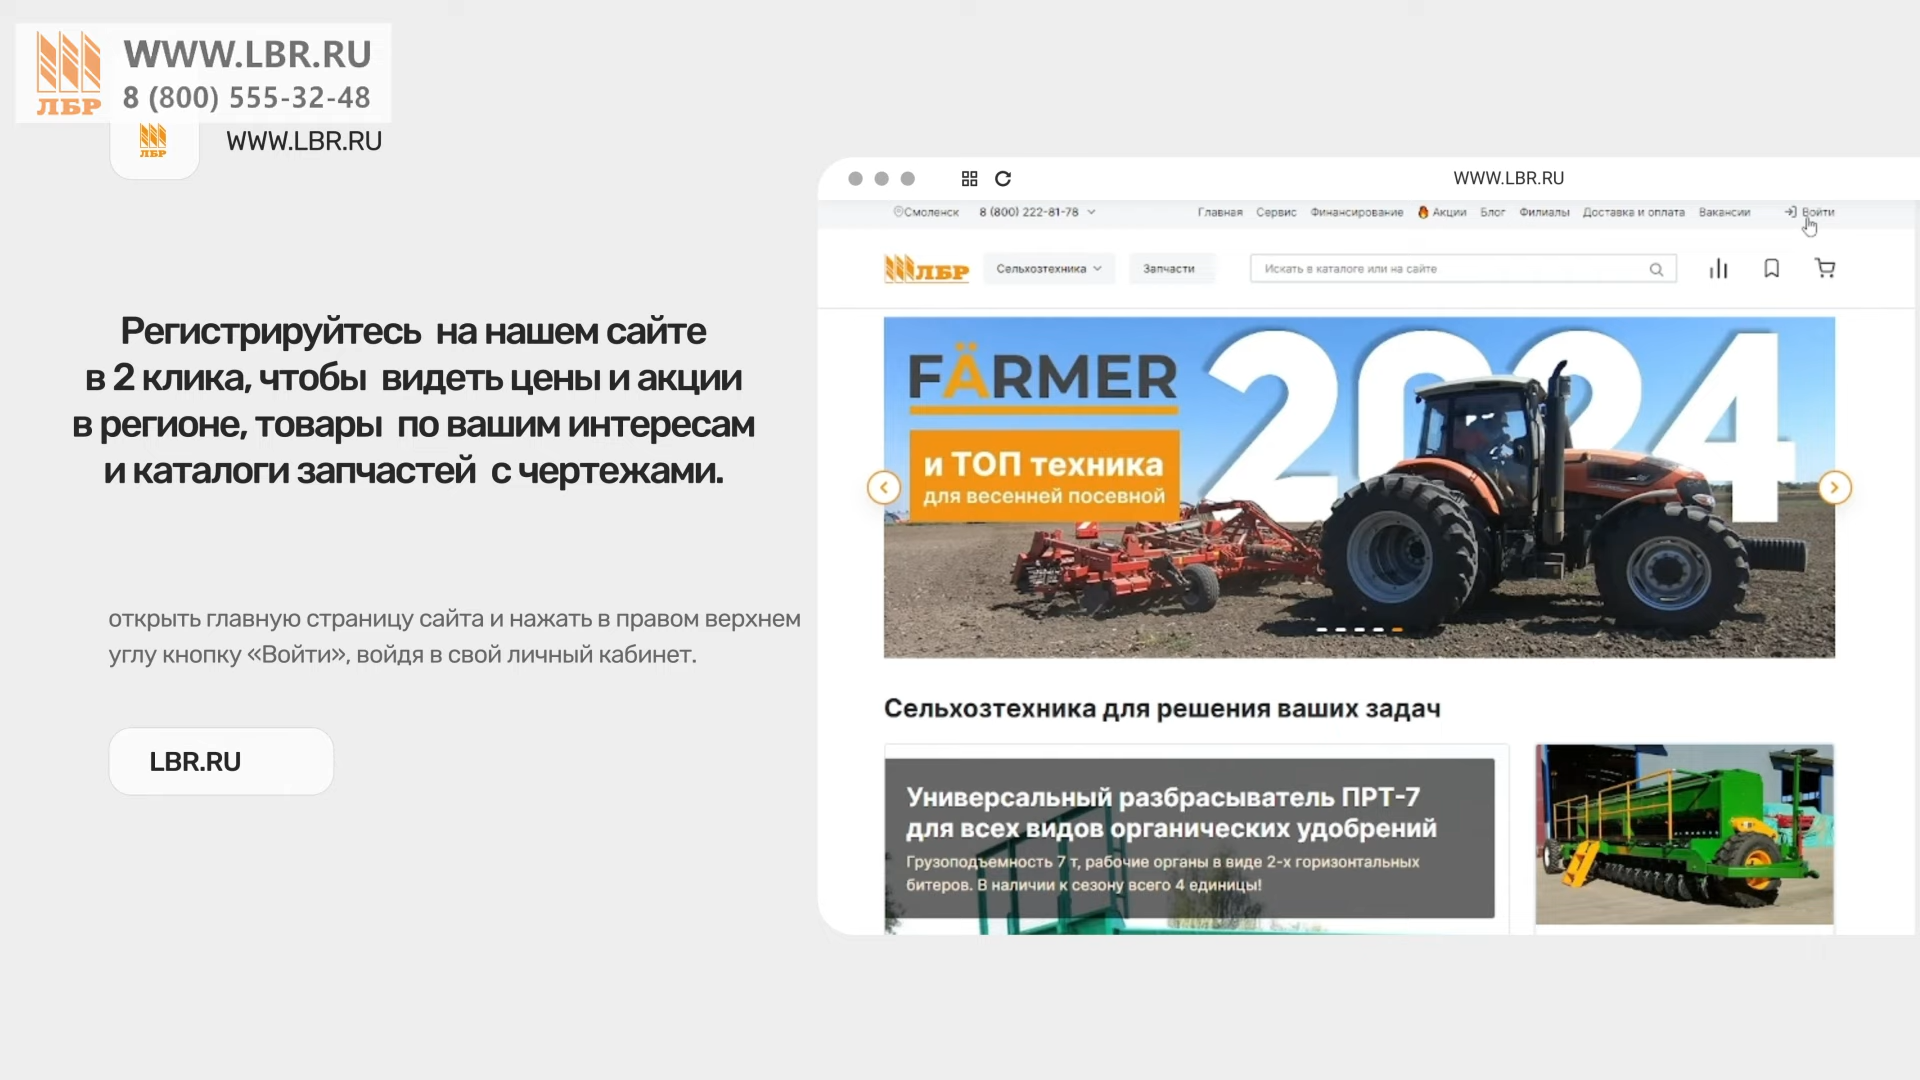 WWW.LBR.RU
8 (800) 555-32-48
ЛБР
ЛБР
WWW.LBR.RU
Регистрируйтесь на нашем сайте
в 2 клика, чтобы видеть цены и акции
в регионе, товары по вашим интересам
и каталоги запчастей с чертежами.
открыть главную страницу сайта и нажать в правом верхнем
углу кнопку «Войти», войдя в свой личный кабинет.
LBR.RU
WWW.LBR.RU
Смоленск 8 (800) 222-81-78 Главная Сервис Финансирование Акции Блог Филиалы Доставка и оплата Вакансии Войти
ЛБР Сельхозтехника Запчасти Искать в каталоге или на сайте
FÄRMER 2024
и ТОП техника
для весенней посевной
Сельхозтехника для решения ваших задач
Универсальный разбрасыватель ПРТ-7
для всех видов органических удобрений
Грузоподъемность 7 т, рабочие органы в виде 2-х горизонтальных
битеров. В наличии к сезону всего 4 единицы!